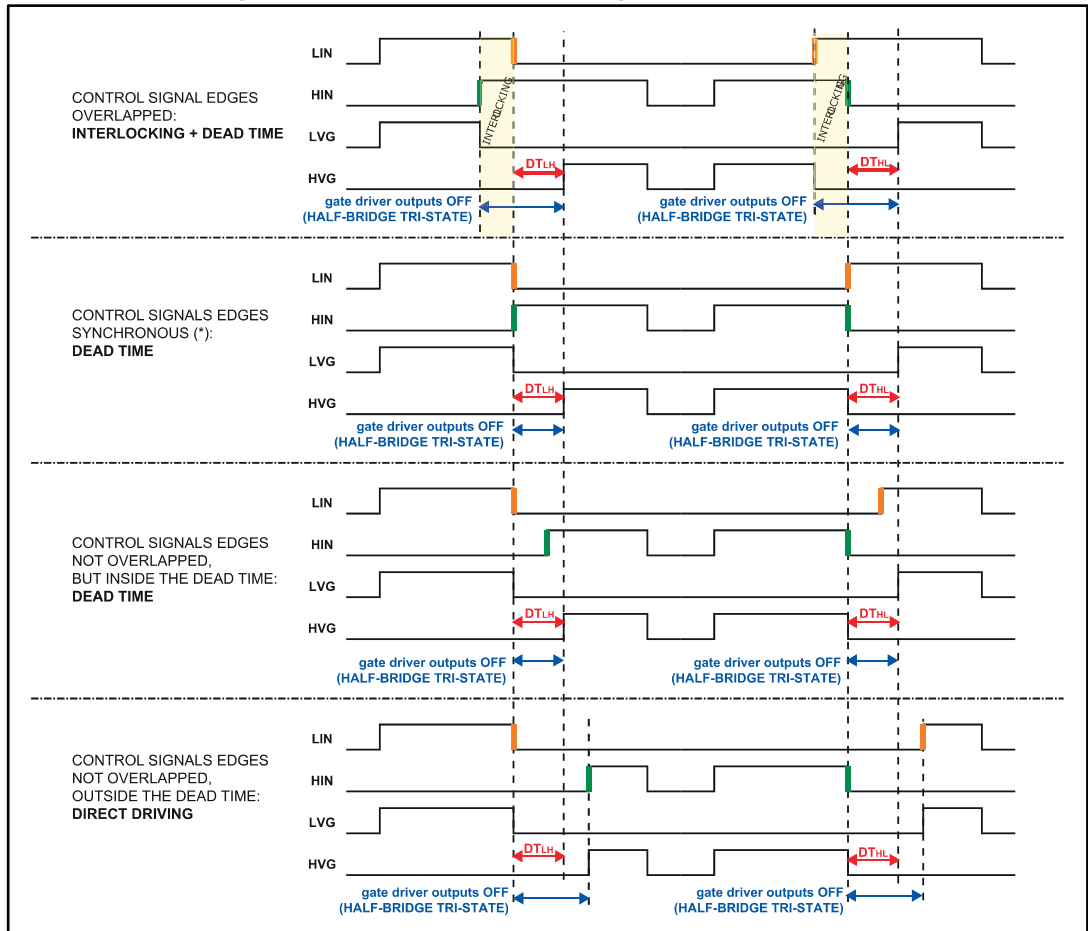 LIN
HIN
CONTROL SIGNAL EDGES
OVERLAPPED:
INTERLOCKING + DEAD TIME
LVG
HVG
INTERLOCKING
INTERLOCKING
DTLH
DTHL
gate driver outputs OFF
(HALF-BRIDGE TRI-STATE)
gate driver outputs OFF
(HALF-BRIDGE TRI-STATE)
LIN
HIN
CONTROL SIGNALS EDGES
SYNCHRONOUS (*):
DEAD TIME
LVG
HVG
DTLH
DTHL
gate driver outputs OFF
(HALF-BRIDGE TRI-STATE)
gate driver outputs OFF
(HALF-BRIDGE TRI-STATE)
LIN
HIN
CONTROL SIGNALS EDGES
NOT OVERLAPPED,
BUT INSIDE THE DEAD TIME:
DEAD TIME
LVG
HVG
DTLH
DTHL
gate driver outputs OFF
(HALF-BRIDGE TRI-STATE)
gate driver outputs OFF
(HALF-BRIDGE TRI-STATE)
LIN
HIN
CONTROL SIGNALS EDGES
NOT OVERLAPPED,
OUTSIDE THE DEAD TIME:
DIRECT DRIVING
LVG
HVG
DTLH
DTHL
gate driver outputs OFF
(HALF-BRIDGE TRI-STATE)
gate driver outputs OFF
(HALF-BRIDGE TRI-STATE)